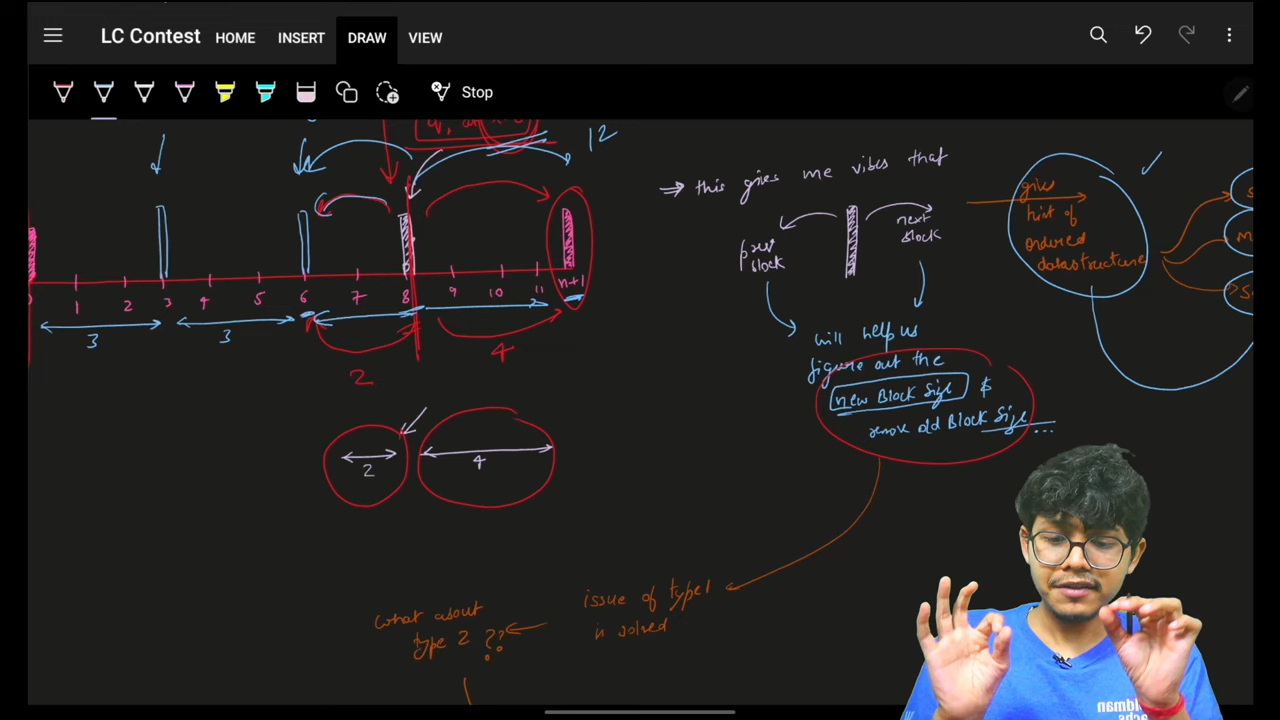 LC Contest HOME INSERT DRAW VIEW
Stop
12
1 2 3 4 5 6 7 8 9 10 11 n+1
3 3
2 4
2 4
⇒ this gives me vibes that
prev
block
next
block
will help us
figure out the
new Block Size &
remove old Block Size ...
gives
hint of
ordered
datastructure
S
M
S
issue of type1
is solved
what about
type 2 ??